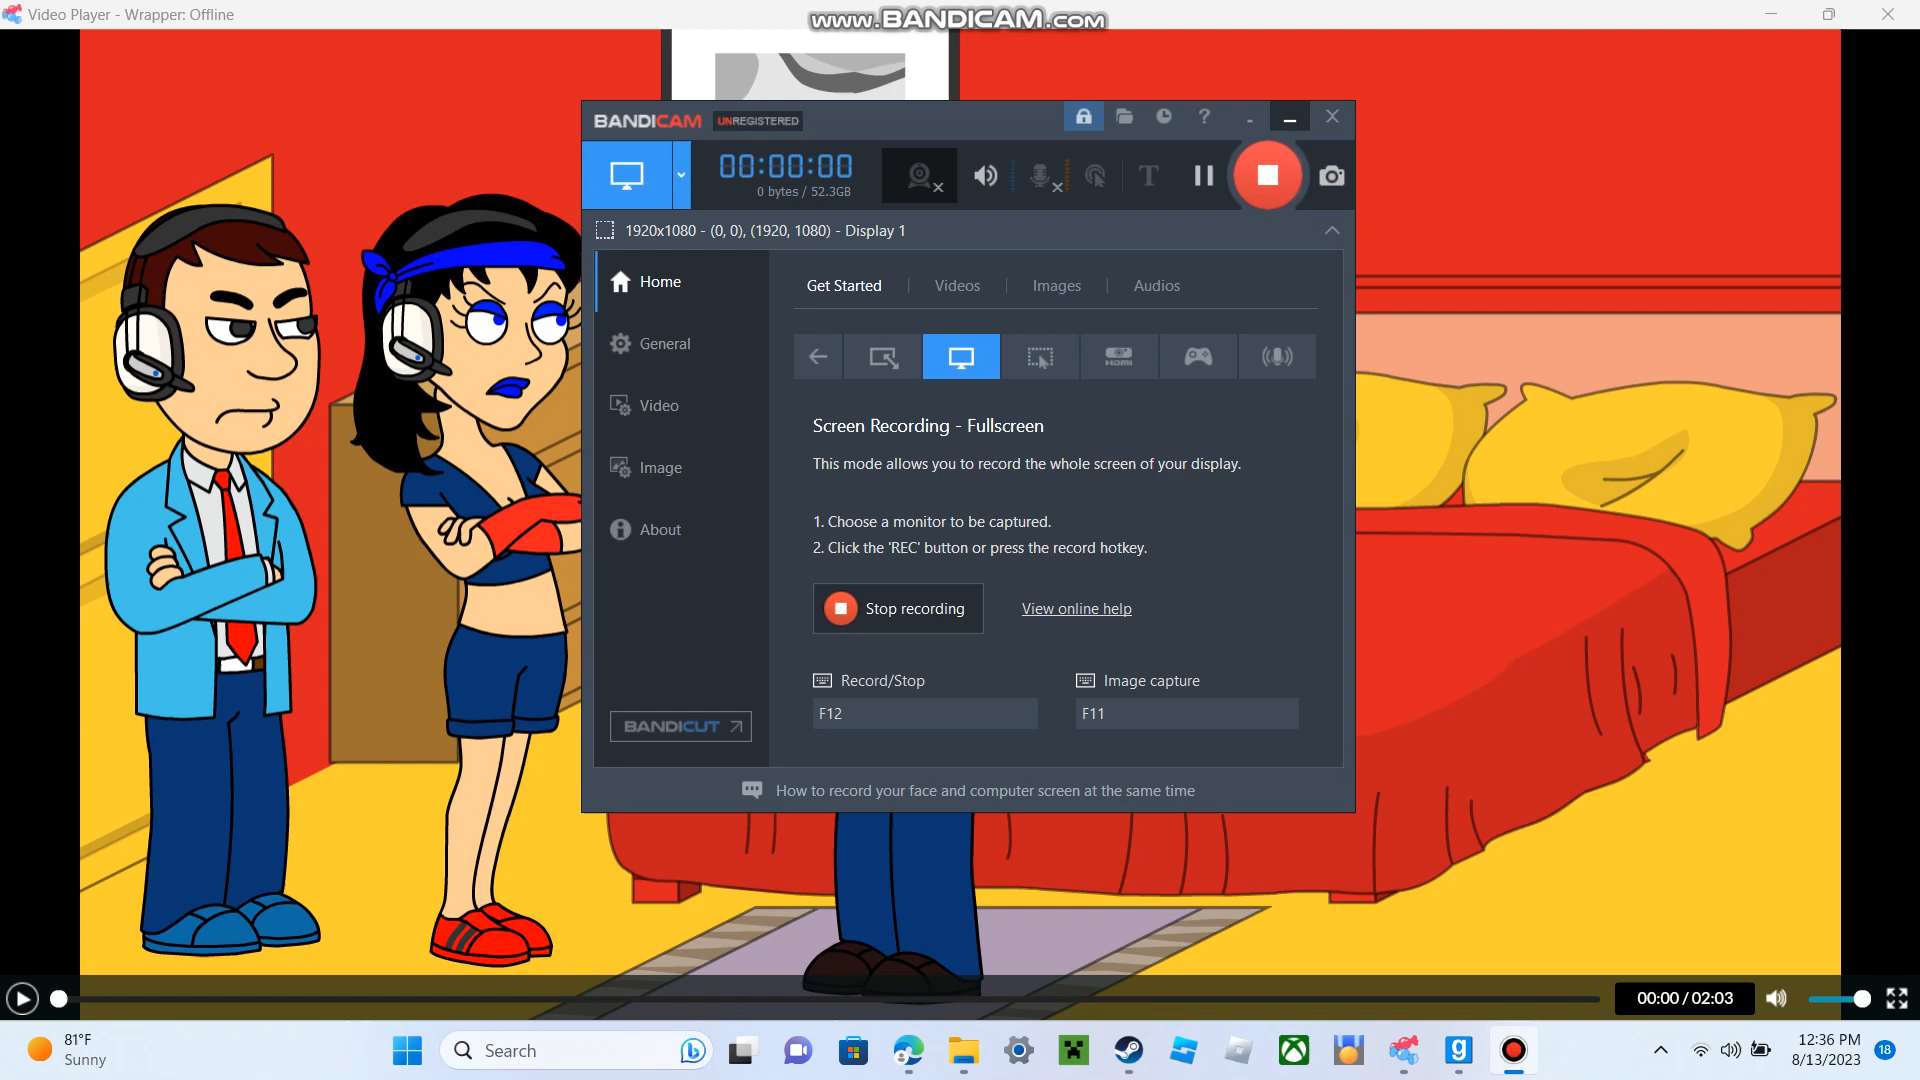 Video Player - Wrapper: Offline
www.BANDICAM.com
BANDICAM UNREGISTERED
?
00:00:00
0 bytes / 52.3GB
T
1920x1080 - (0, 0), (1920, 1080) - Display 1
Home
General
Video
Image
About
BANDICUT
Get Started
Videos
Images
Audios
HDMI
Screen Recording - Fullscreen
This mode allows you to record the whole screen of your display.
1. Choose a monitor to be captured.
2. Click the 'REC' button or press the record hotkey.
Stop recording
View online help
Record/Stop
Image capture
F12
F11
How to record your face and computer screen at the same time
00:00 / 02:03
81°F
Sunny
Search
g
12:36 PM
8/13/2023
18